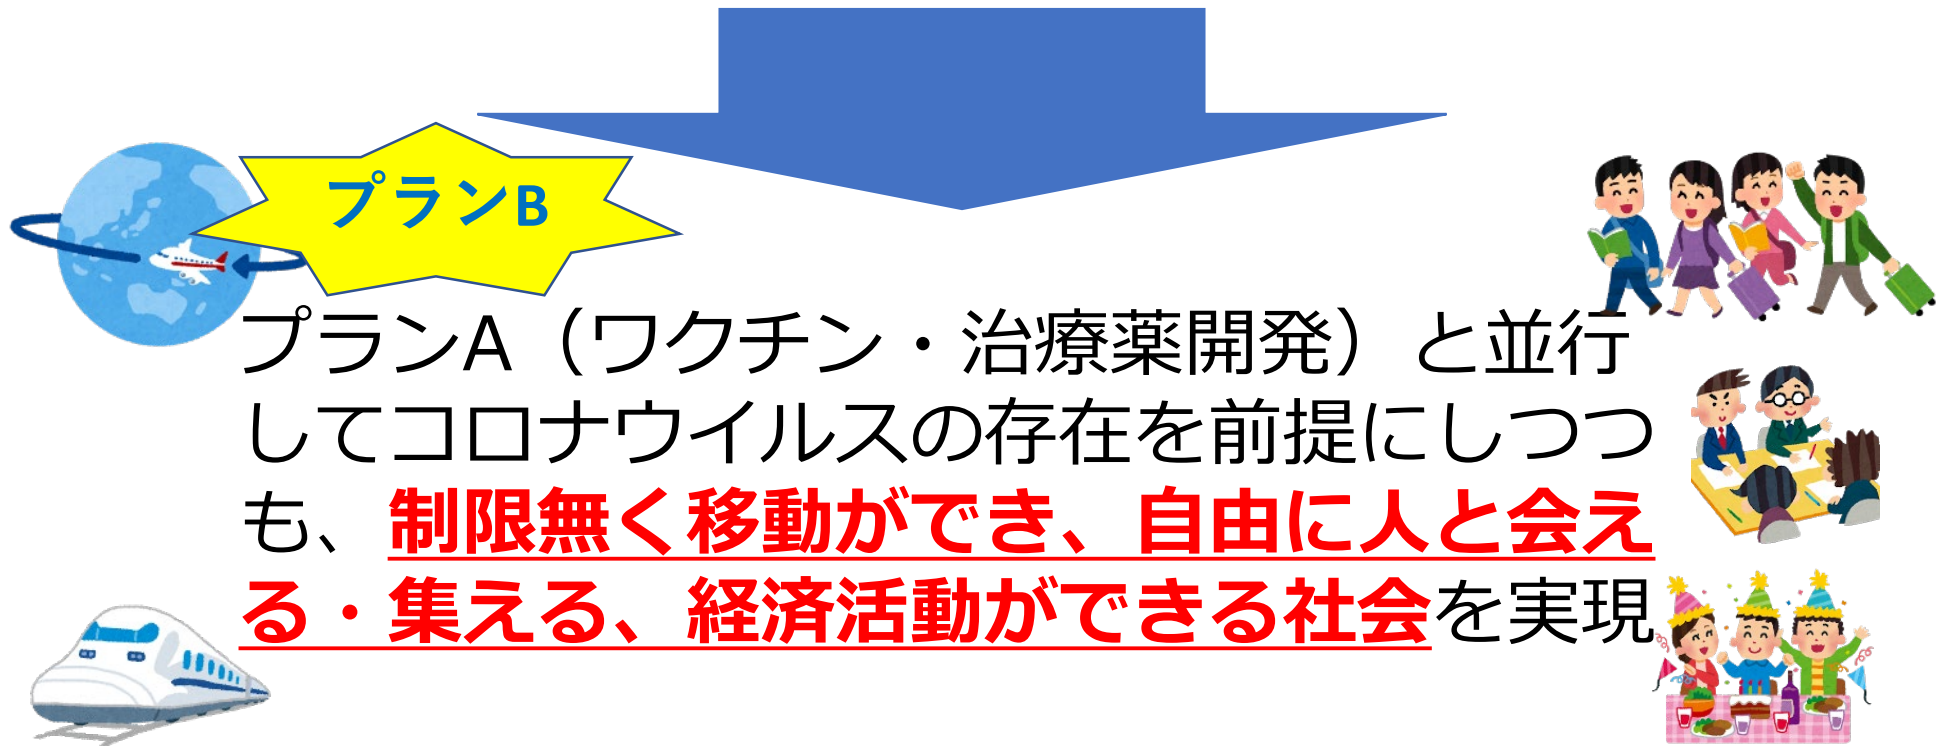 プランB
プランA（ワクチン・治療薬開発）と並行
してコロナウイルスの存在を前提にしつつ
も、制限無く移動ができ、自由に人と会え
る・集える、経済活動ができる社会を実現